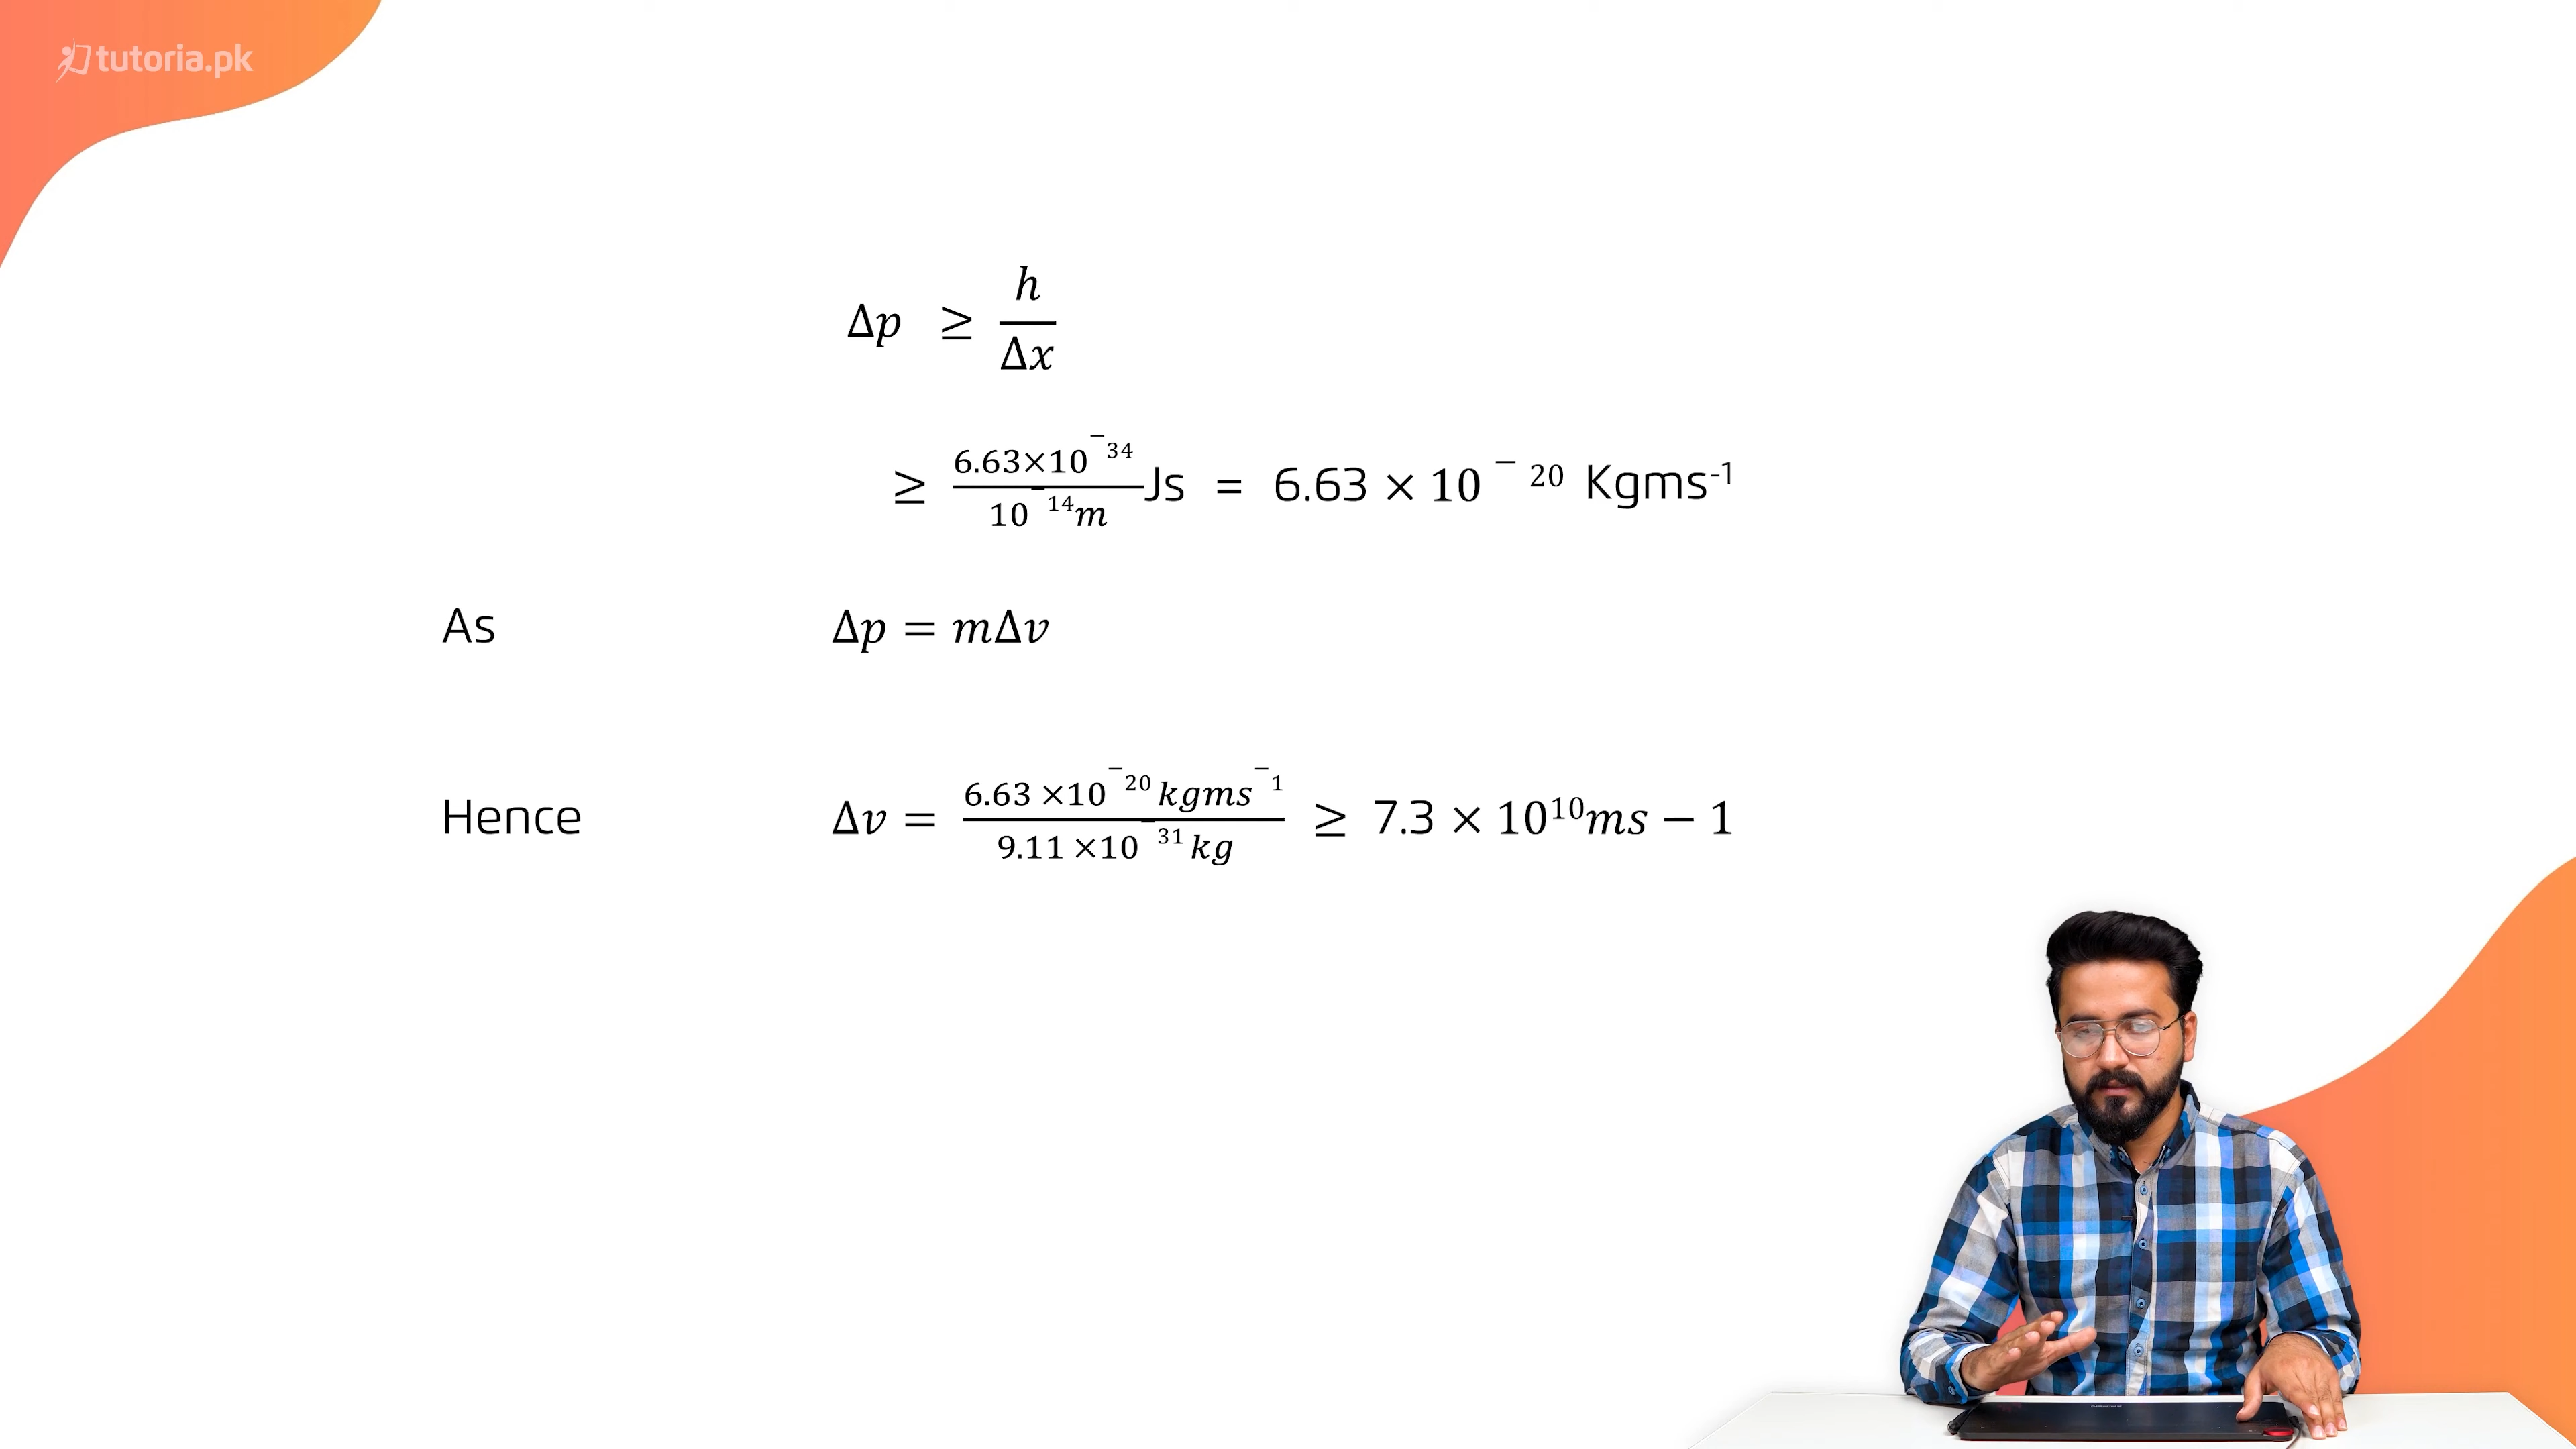 tutoria.pk
Δp ≥ h/Δx
≥ 6.63×10⁻³⁴/10⁻¹⁴m Js = 6.63 × 10⁻²⁰ Kgms⁻¹
As Δp = mΔv
Hence Δv = 6.63 ×10⁻²⁰ kgms⁻¹/9.11 ×10⁻³¹ kg ≥ 7.3 × 10¹⁰ms − 1